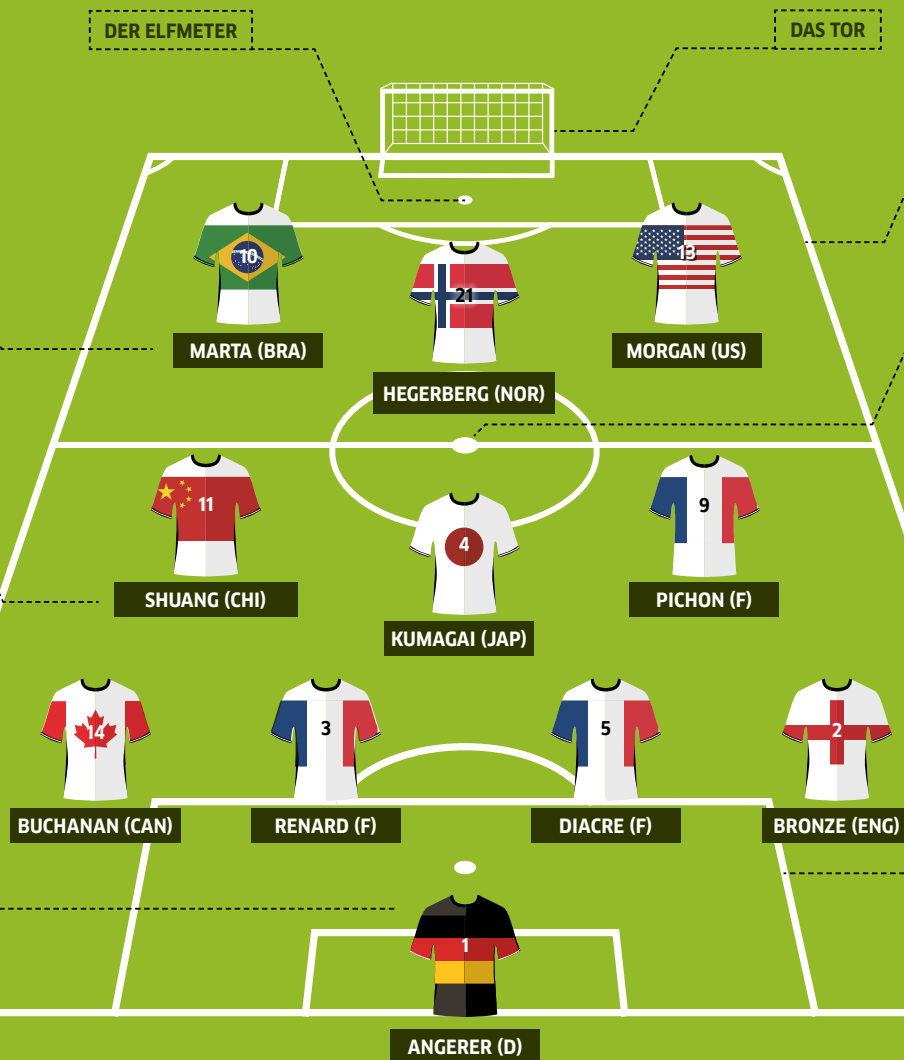 DER ELFMETER
DAS TOR
10
13
21
MARTA (BRA)
MORGAN (US)
HEGERBERG (NOR)
11
9
4
SHUANG (CHI)
PICHON (F)
KUMAGAI (JAP)
14
3
5
2
BUCHANAN (CAN)
RENARD (F)
DIACRE (F)
BRONZE (ENG)
1
ANGERER (D)